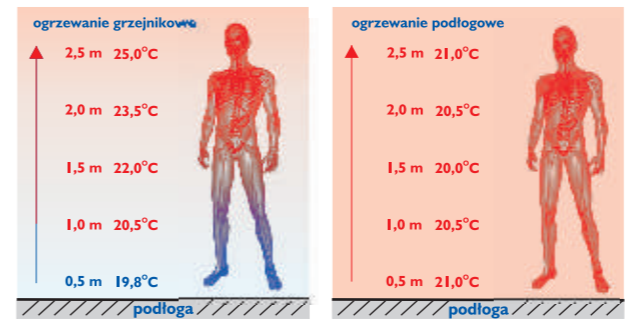 ogrzewanie grzejnikowe
2,5 m 25,0°C
2,0 m 23,5°C
1,5 m 22,0°C
1,0 m 20,5°C
0,5 m 19,8°C
podłoga
ogrzewanie podłogowe
2,5 m 21,0°C
2,0 m 20,5°C
1,5 m 20,0°C
1,0 m 20,5°C
0,5 m 21,0°C
podłoga